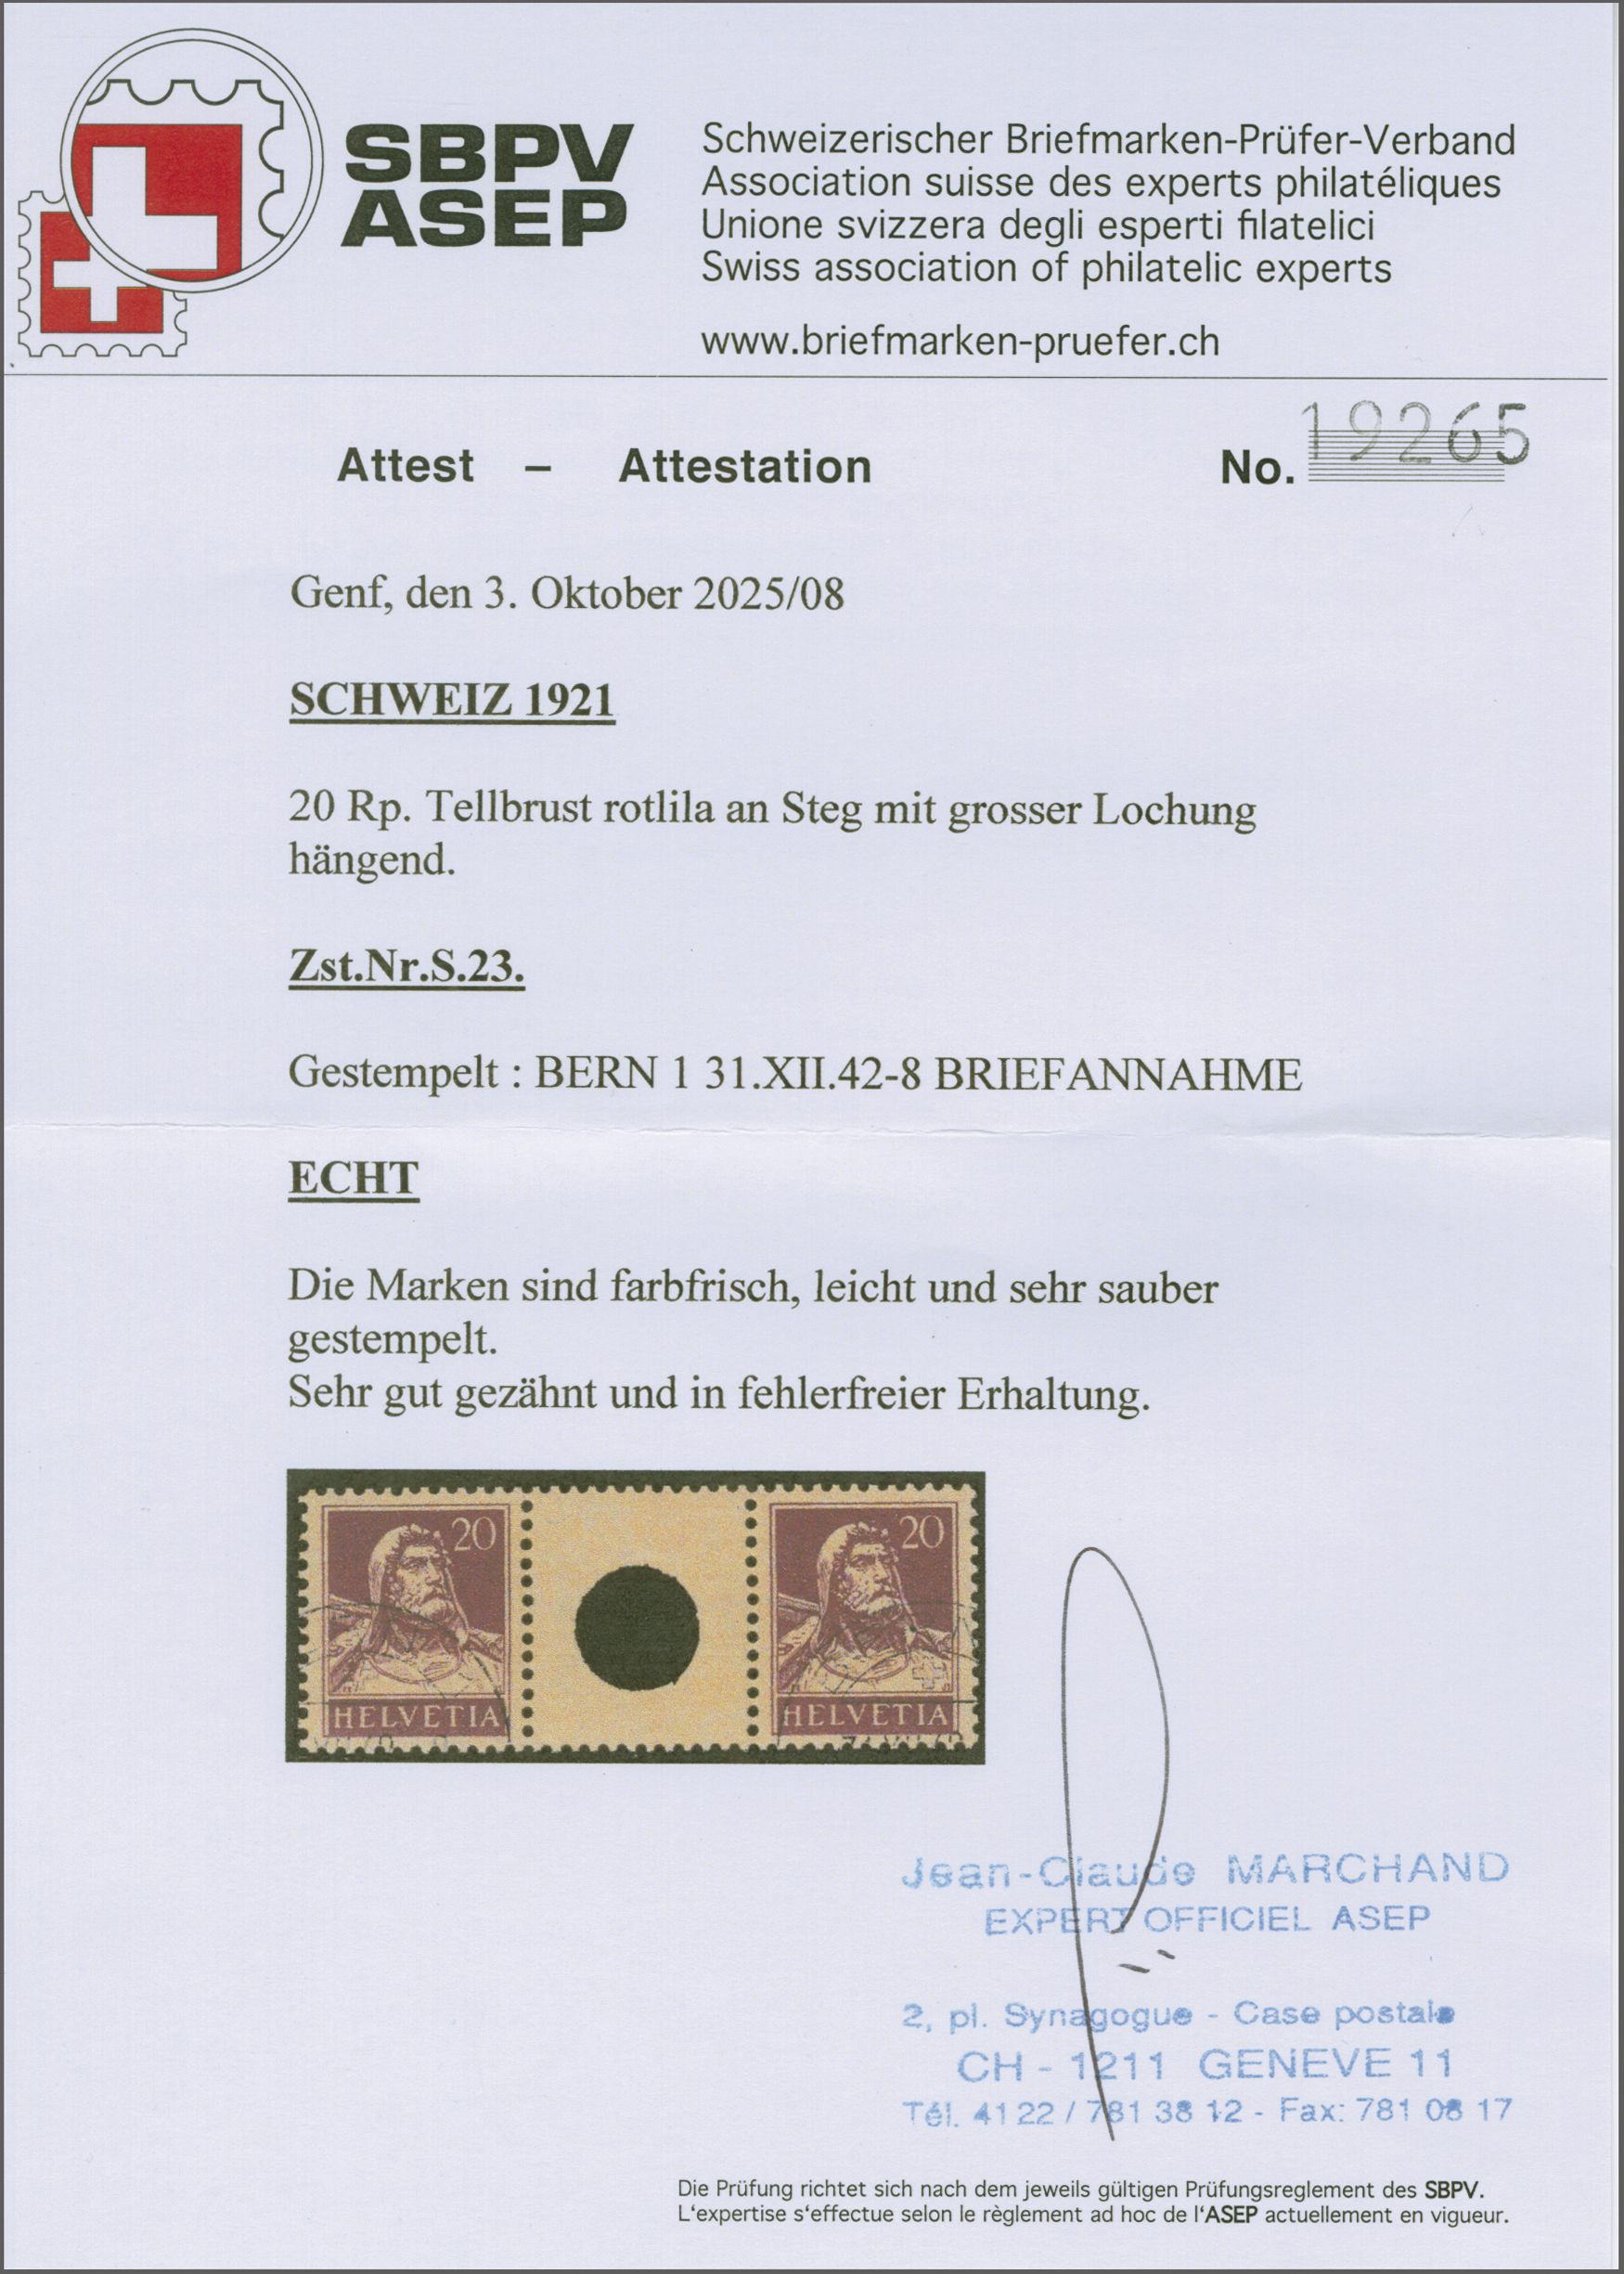 SBPV
ASEP
Schweizerischer Briefmarken-Prüfer-Verband
Association suisse des experts philatéliques
Unione svizzera degli esperti filatelici
Swiss association of philatelic experts
www.briefmarken-pruefer.ch
Attest – Attestation No. 19265
Genf, den 3. Oktober 2025/08
SCHWEIZ 1921
20 Rp. Tellbrust rotlila an Steg mit grosser Lochung
hängend.
Zst.Nr.S.23.
Gestempelt : BERN 1 31.XII.42-8 BRIEFANNAHME
ECHT
Die Marken sind farbfrisch, leicht und sehr sauber
gestempelt.
Sehr gut gezähnt und in fehlerfreier Erhaltung.
20 20
HELVETIA HELVETIA
Jean-Claude MARCHAND
EXPERT OFFICIEL ASEP
2, pl. Synagogue - Case postale
CH - 1211 GENEVE 11
Tél. 41 22 / 781 38 12 - Fax: 781 08 17
Die Prüfung richtet sich nach dem jeweils gültigen Prüfungsreglement des SBPV.
L‘expertise s‘effectue selon le règlement ad hoc de l‘ASEP actuellement en vigueur.